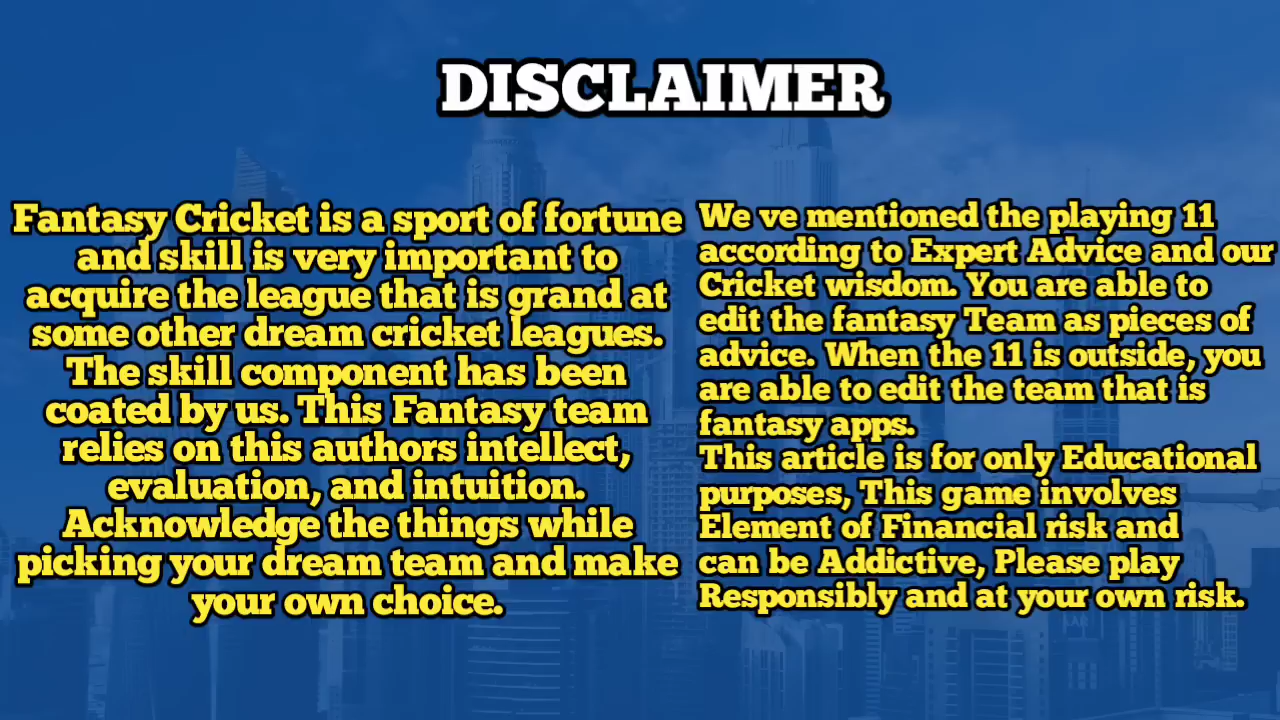 DISCLAIMER
Fantasy Cricket is a sport of fortune
and skill is very important to
acquire the league that is grand at
some other dream cricket leagues.
The skill component has been
coated by us. This Fantasy team
relies on this authors intellect,
evaluation, and intuition.
Acknowledge the things while
picking your dream team and make
your own choice.
We ve mentioned the playing 11
according to Expert Advice and our
Cricket wisdom. You are able to
edit the fantasy Team as pieces of
advice. When the 11 is outside, you
are able to edit the team that is
fantasy apps.
This article is for only Educational
purposes, This game involves
Element of Financial risk and
can be Addictive, Please play
Responsibly and at your own risk.